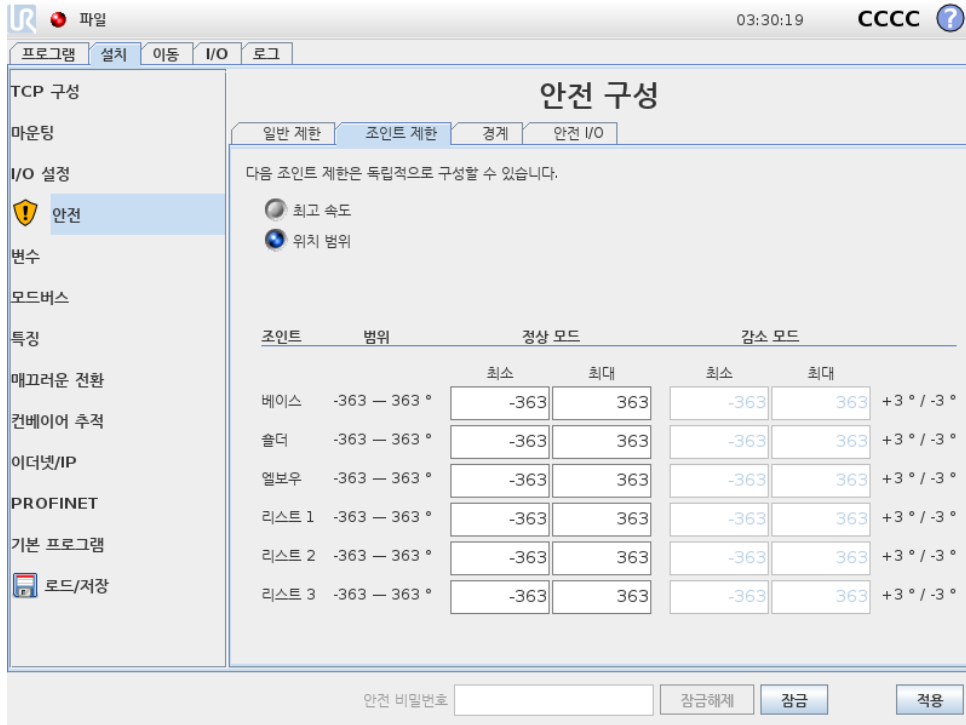 UR 파일 03:30:19 CCCC ?
프로그램 설치 이동 I/O 로그
TCP 구성
마운팅
I/O 설정
안전
변수
모드버스
특징
매끄러운 전환
컨베이어 추적
이더넷/IP
PROFINET
기본 프로그램
로드/저장
안전 구성
일반 제한 조인트 제한 경계 안전 I/O
다음 조인트 제한은 독립적으로 구성할 수 있습니다.
최고 속도
위치 범위
조인트 범위 정상 모드 감소 모드
최소 최대 최소 최대
베이스 -363 — 363 ° -363 363 -363 363 +3 ° / -3 °
숄더 -363 — 363 ° -363 363 -363 363 +3 ° / -3 °
엘보우 -363 — 363 ° -363 363 -363 363 +3 ° / -3 °
리스트 1 -363 — 363 ° -363 363 -363 363 +3 ° / -3 °
리스트 2 -363 — 363 ° -363 363 -363 363 +3 ° / -3 °
리스트 3 -363 — 363 ° -363 363 -363 363 +3 ° / -3 °
안전 비밀번호 잠금해제 잠금 적용